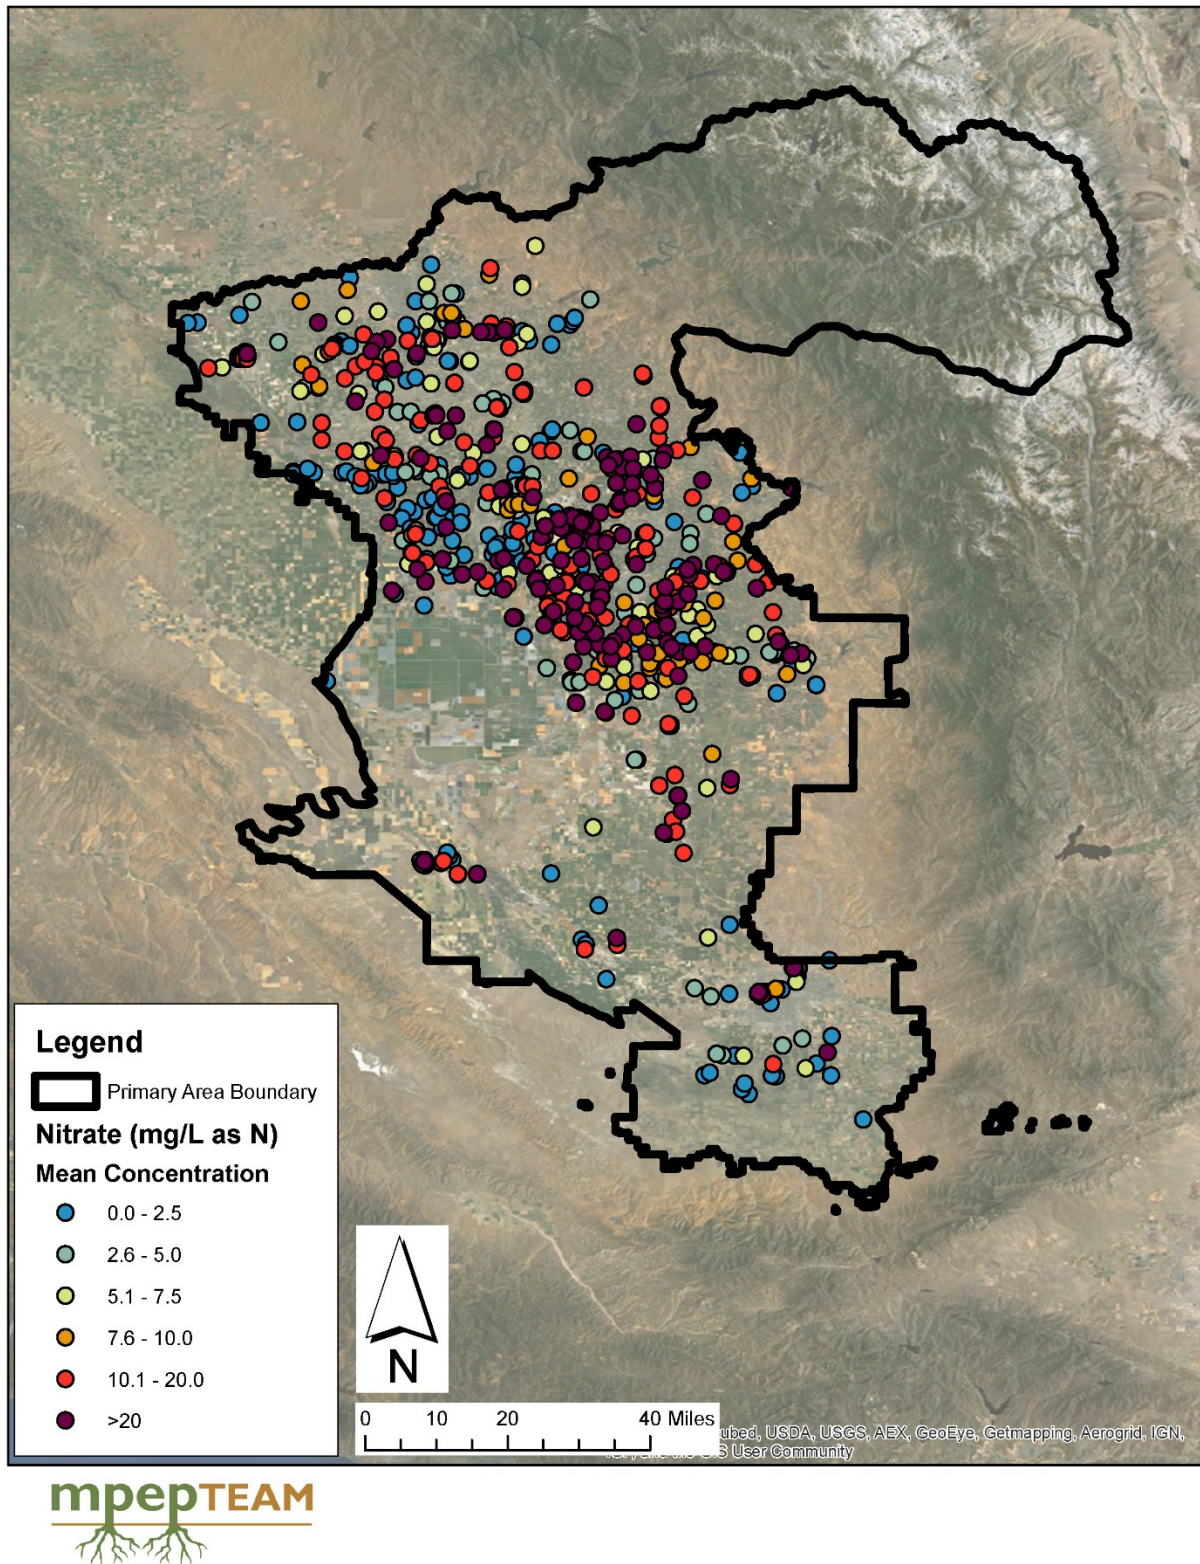 Legend
Primary Area Boundary
Nitrate (mg/L as N)
Mean Concentration
0.0 - 2.5
2.6 - 5.0
5.1 - 7.5
7.6 - 10.0
10.1 - 20.0
>20
N
0 10 20 40 Miles
USDA, USGS, AEX, GeoEye, Getmapping, Aerogrid, IGN,
User Community
mpepTEAM